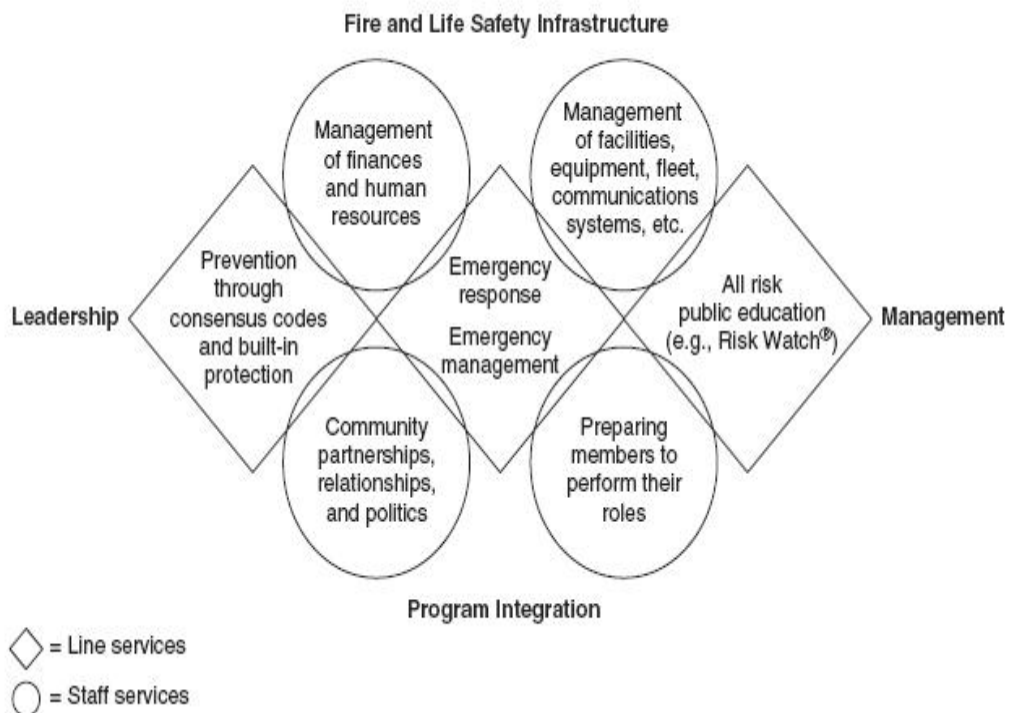 Fire and Life Safety Infrastructure
Management
of finances
and human
resources
Management
of facilities,
equipment, fleet,
communications
systems, etc.
Leadership
Prevention
through
consensus codes
and built-in
protection
Emergency
response
Emergency
management
All risk
public education
(e.g., Risk Watch®)
Management
Community
partnerships,
relationships,
and politics
Preparing
members to
perform their
roles
Program Integration
= Line services
= Staff services